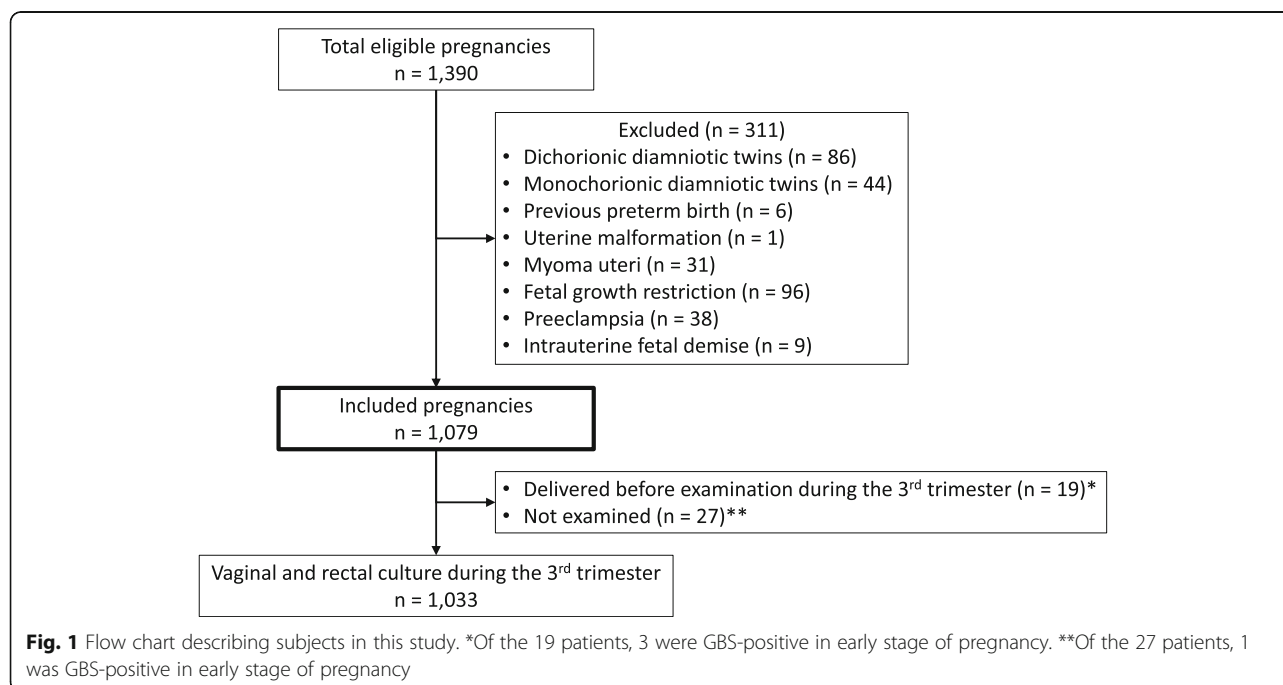 Total eligible pregnancies
n = 1,390
Excluded (n = 311)
• Dichorionic diamniotic twins (n = 86)
• Monochorionic diamniotic twins (n = 44)
• Previous preterm birth (n = 6)
• Uterine malformation (n = 1)
• Myoma uteri (n = 31)
• Fetal growth restriction (n = 96)
• Preeclampsia (n = 38)
• Intrauterine fetal demise (n = 9)
Included pregnancies
n = 1,079
• Delivered before examination during the 3rd trimester (n = 19)*
• Not examined (n = 27)**
Vaginal and rectal culture during the 3rd trimester
n = 1,033
Fig. 1 Flow chart describing subjects in this study. *Of the 19 patients, 3 were GBS-positive in early stage of pregnancy. **Of the 27 patients, 1
was GBS-positive in early stage of pregnancy